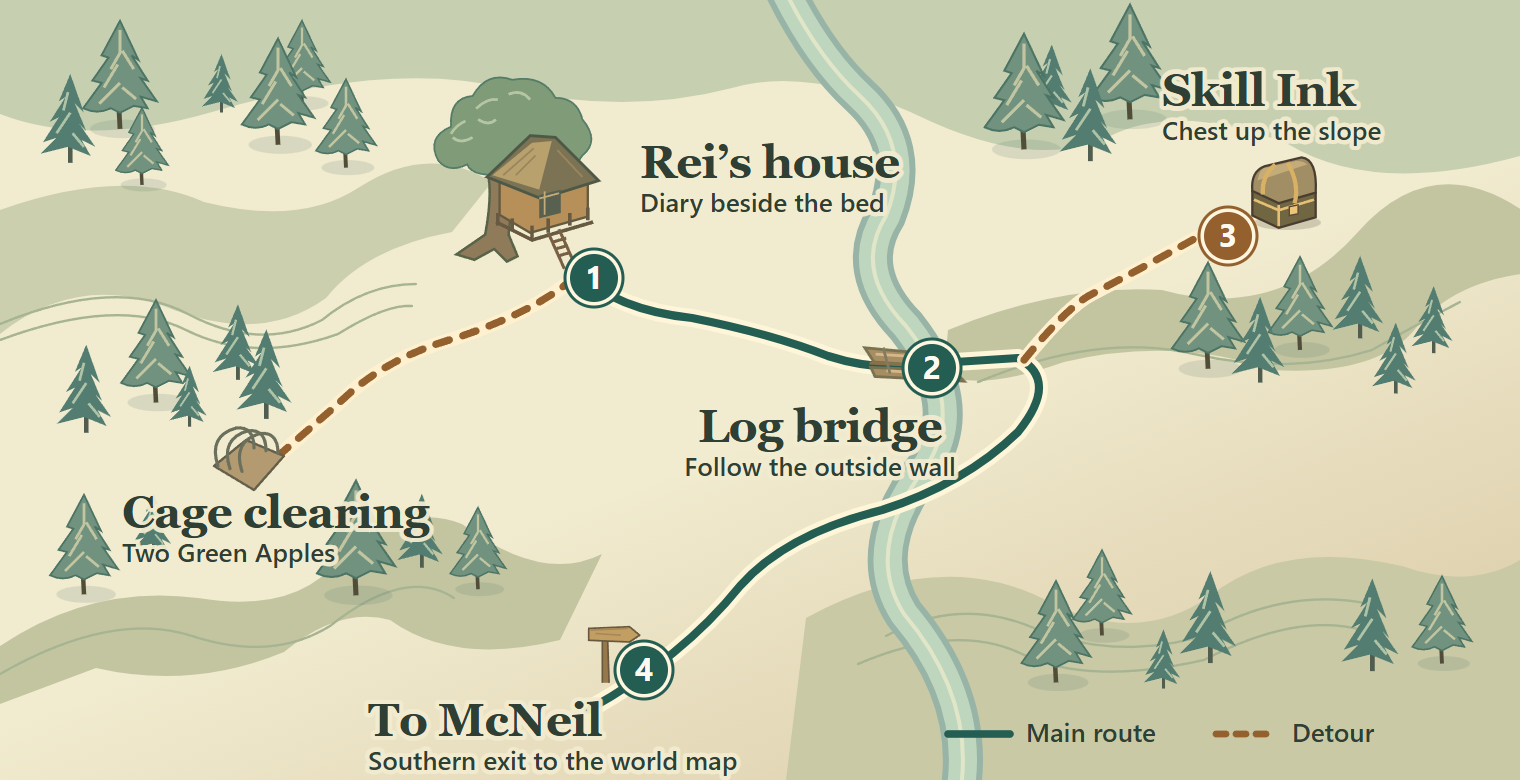 Skill Ink
Chest up the slope
Rei’s house
Diary beside the bed
3
1
2
Log bridge
Follow the outside wall
Cage clearing
Two Green Apples
4
To McNeil
Southern exit to the world map
Main route
Detour